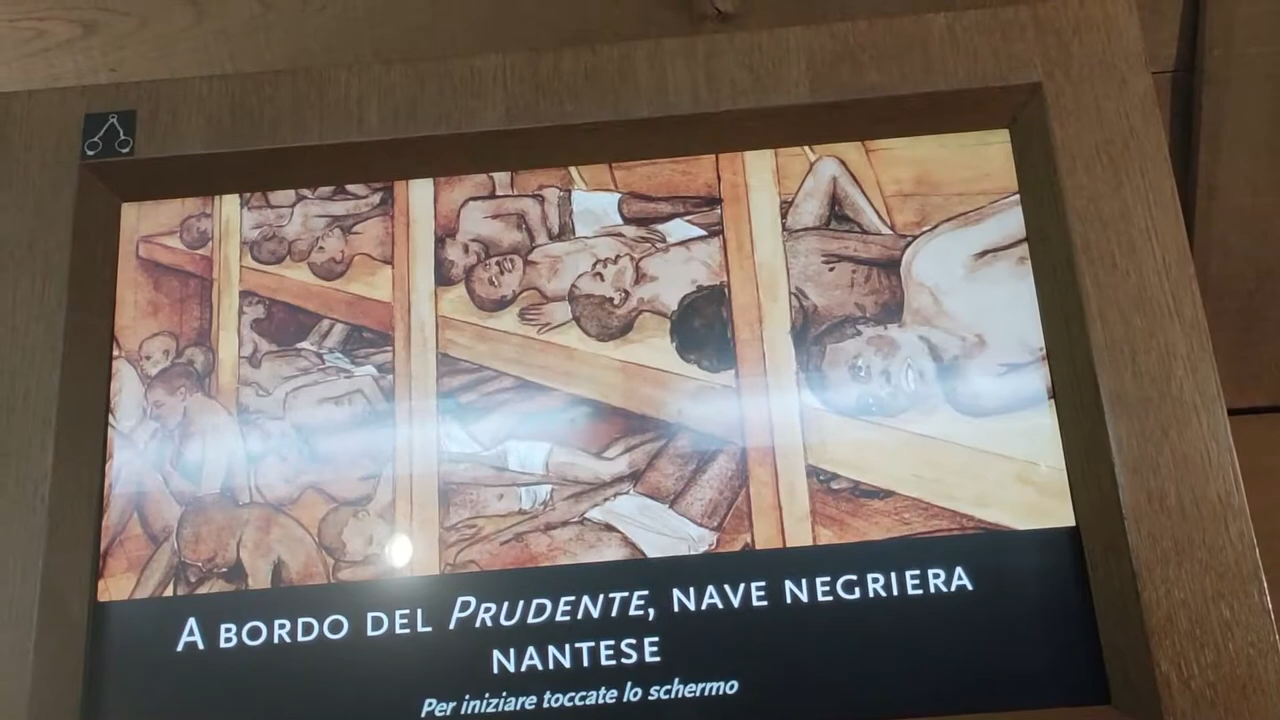 A BORDO DEL PRUDENTE, NAVE NEGRIERA
NANTESE
Per iniziare toccate lo schermo